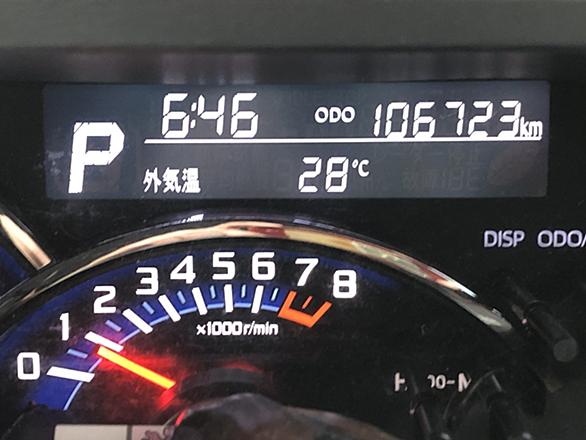 P
6:46 ODO 106723km
外気温 28℃
DISP ODO/
0 1 2 3 4 5 6 7 8
×1000r/min